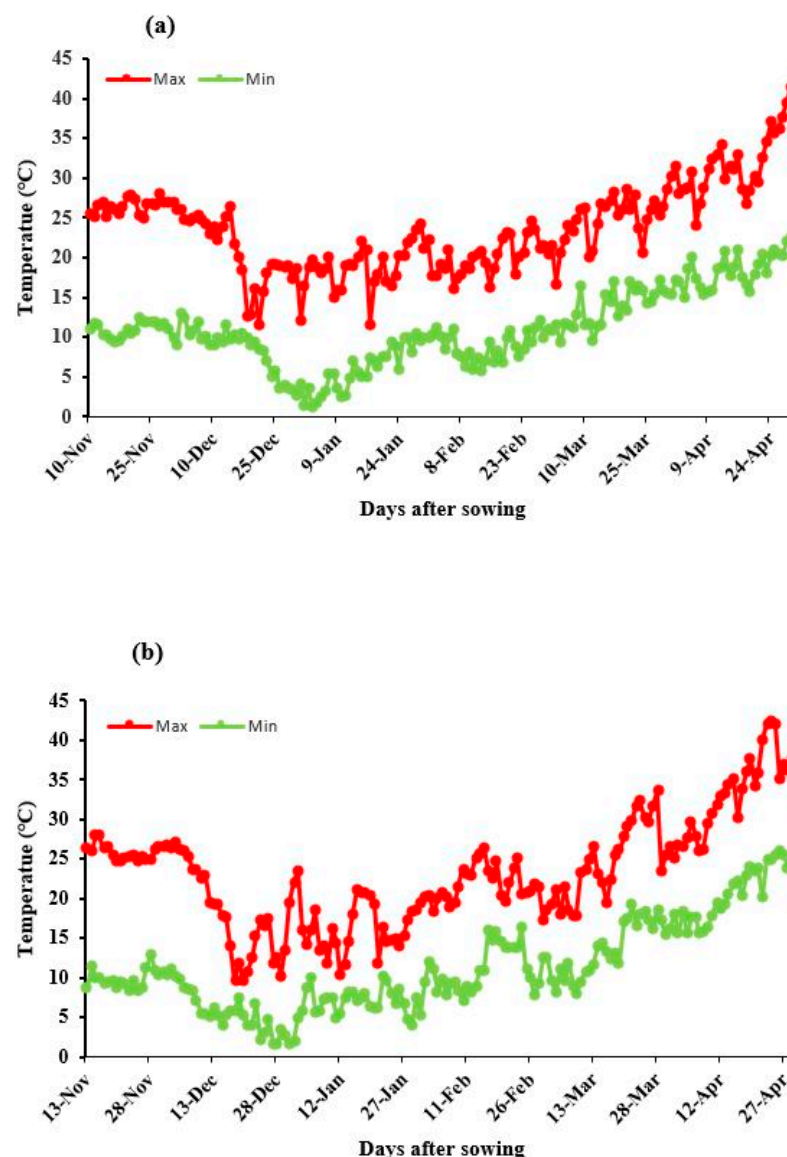 (a)
45
40
35
30
25
20
15
10
5
0
Max Min
Temperatue (°C)
10-Nov 25-Nov 10-Dec 25-Dec 9-Jan 24-Jan 8-Feb 23-Feb 10-Mar 25-Mar 9-Apr 24-Apr
Days after sowing
(b)
45
40
35
30
25
20
15
10
5
0
Max Min
Temperatue (°C)
13-Nov 28-Nov 13-Dec 28-Dec 12-Jan 27-Jan 11-Feb 26-Feb 13-Mar 28-Mar 12-Apr 27-Apr
Days after sowing